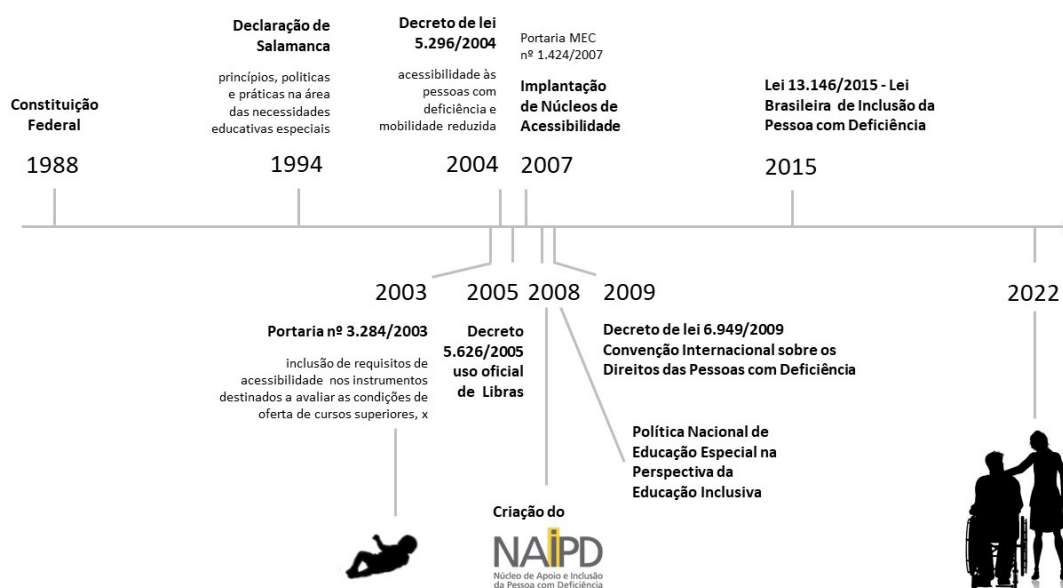 Constituição
Federal
1988
Declaração de
Salamanca
princípios, politicas
e práticas na área
das necessidades
educativas especiais
1994
Decreto de lei
5.296/2004
acessibilidade às
pessoas com
deficiência e
mobilidade reduzida
2004
Portaria MEC
nº 1.424/2007
Implantação
de Núcleos de
Acessibilidade
2007
Lei 13.146/2015 - Lei
Brasileira de Inclusão da
Pessoa com Deficiência
2015
2003
Portaria nº 3.284/2003
inclusão de requisitos de
acessibilidade nos instrumentos
destinados a avaliar as condições de
oferta de cursos superiores, x
2005
Decreto
5.626/2005
uso oficial
de Libras
2008
Criação do
NAiPD
Núcleo de Apoio e Inclusão
da Pessoa com Deficiência
Política Nacional de
Educação Especial na
Perspectiva da
Educação Inclusiva
2009
Decreto de lei 6.949/2009
Convenção Internacional sobre os
Direitos das Pessoas com Deficiência
2022